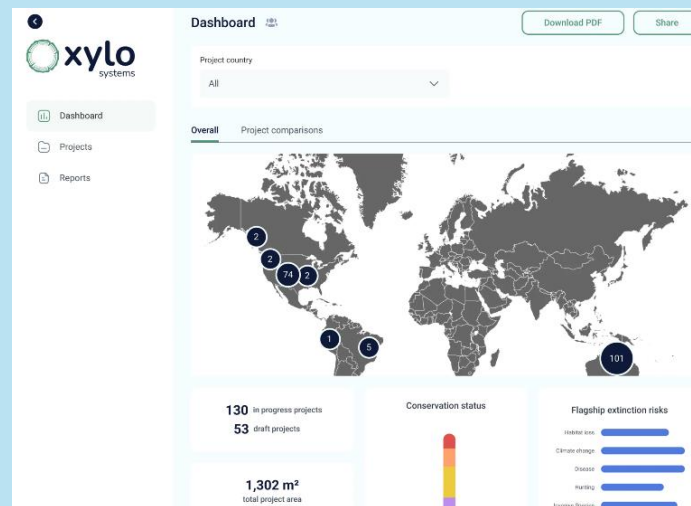 xylo
systems
Dashboard
Projects
Reports
Dashboard
Download PDF
Share
Project country
All
Overall
Project comparisons
2
2
74
2
1
5
101
130 in progress projects
53 draft projects
1,302 m²
total project area
Conservation status
Flagship extinction risks
Habitat loss
Climate change
Disease
Hunting
Invasive Species